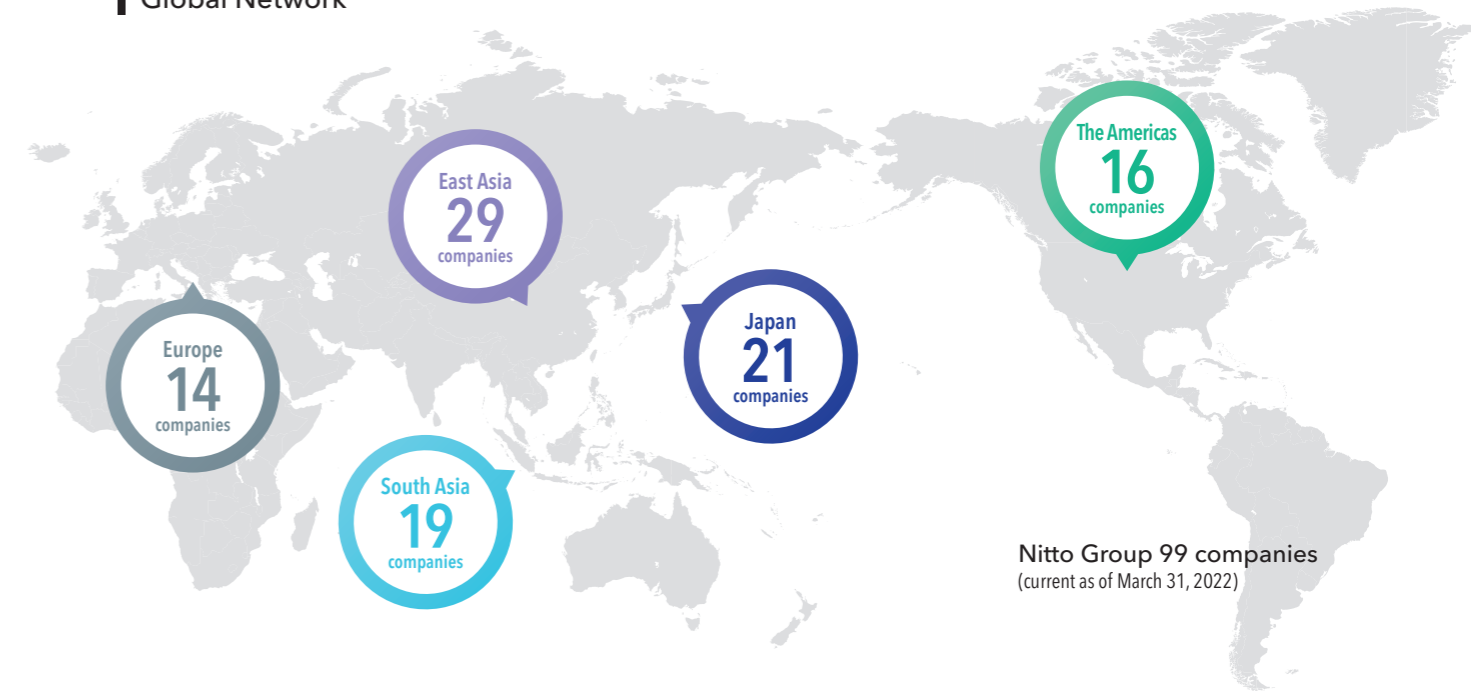 Global Network
The Americas
16
companies
East Asia
29
companies
Japan
21
companies
Europe
14
companies
South Asia
19
companies
Nitto Group 99 companies
(current as of March 31, 2022)